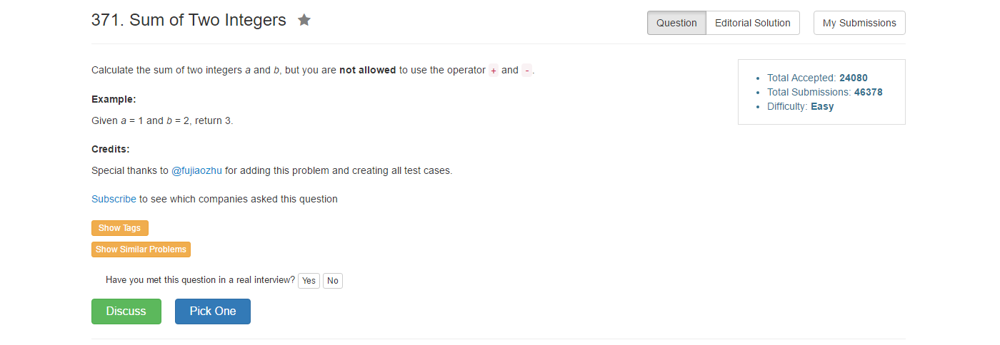 371. Sum of Two Integers
Question
Editorial Solution
My Submissions
Calculate the sum of two integers a and b, but you are not allowed to use the operator + and -.
Total Accepted: 24080
Total Submissions: 46378
Difficulty: Easy
Example:
Given a = 1 and b = 2, return 3.
Credits:
Special thanks to @fujiaozhu for adding this problem and creating all test cases.
Subscribe to see which companies asked this question
Show Tags
Show Similar Problems
Have you met this question in a real interview? Yes No
Discuss
Pick One